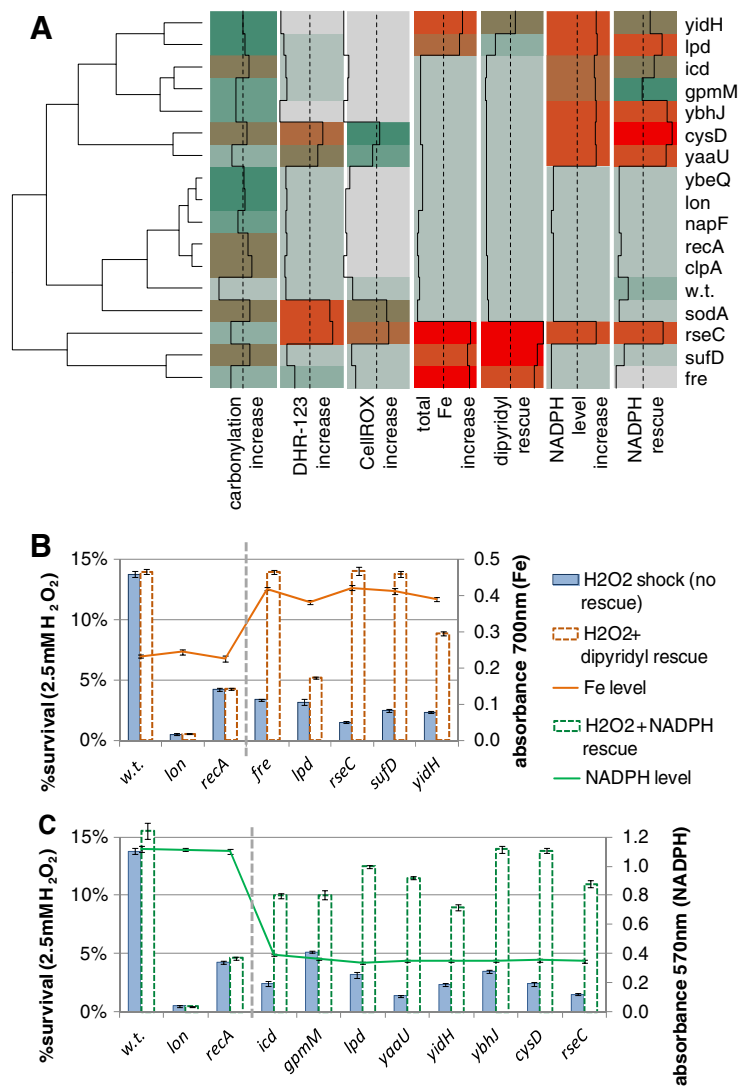 A
yidH
lpd
icd
gpmM
ybhJ
cysD
yaaU
ybeQ
lon
napF
recA
clpA
w.t.
sodA
rseC
sufD
fre
carbonylation increase
DHR-123 increase
CellROX increase
total Fe increase
dipyridyl rescue
NADPH level increase
NADPH rescue
B
%survival (2.5mM H2O2)
15%
10%
5%
0%
0.5
0.4
0.3
0.2
0.1
0.0
absorbance 700nm (Fe)
w.t.
lon
recA
fre
lpd
rseC
sufD
yidH
H2O2 shock (no
rescue)
H2O2+
dipyridyl rescue
Fe level
H2O2+NADPH
rescue
NADPH level
C
%survival (2.5mM H2O2)
15%
10%
5%
0%
1.2
1.0
0.8
0.6
0.4
0.2
0.0
absorbance 570nm (NADPH)
w.t.
lon
recA
icd
gpmM
lpd
yaaU
yidH
ybhJ
cysD
rseC